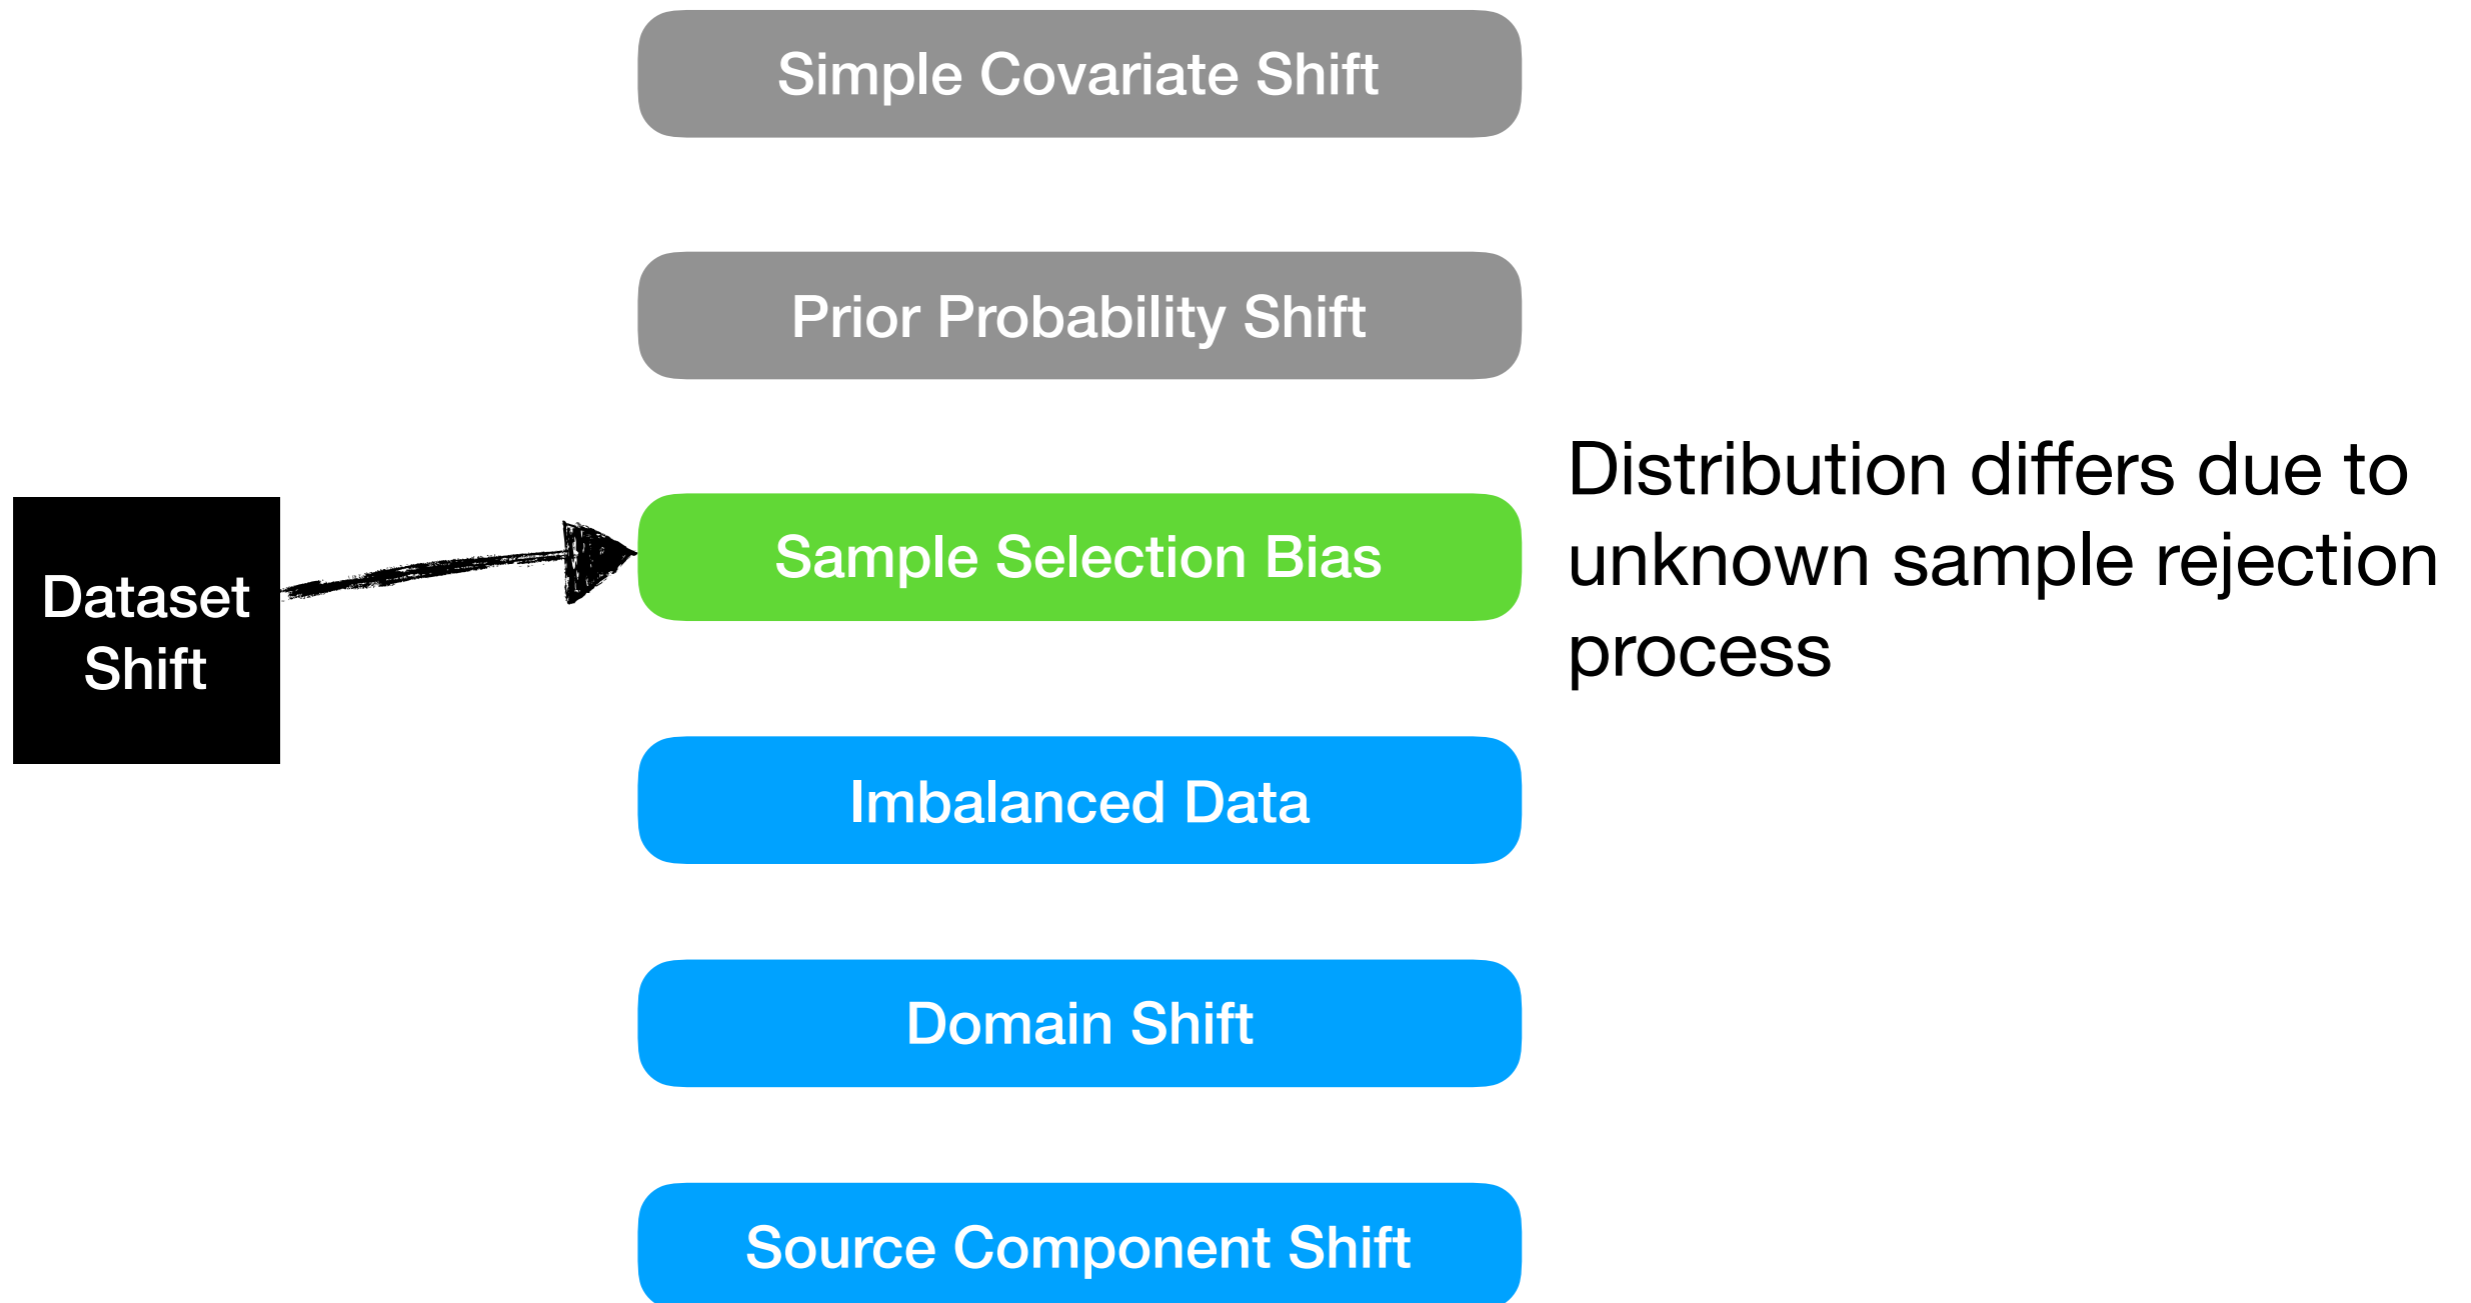 Simple Covariate Shift
Prior Probability Shift
Dataset
Shift
Sample Selection Bias
Distribution differs due to
unknown sample rejection
process
Imbalanced Data
Domain Shift
Source Component Shift